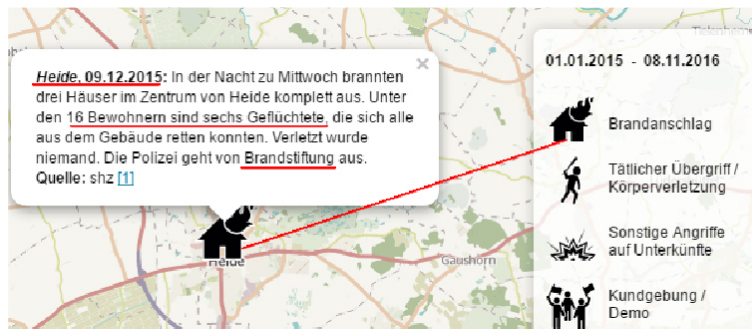 Tielenhemme
01.01.2015 - 08.11.2016
Heide, 09.12.2015: In der Nacht zu Mittwoch brannten
drei Häuser im Zentrum von Heide komplett aus. Unter
den 16 Bewohnern sind sechs Geflüchtete, die sich alle
aus dem Gebäude retten konnten. Verletzt wurde
niemand. Die Polizei geht von Brandstiftung aus.
Quelle: shz [1]
×
Brandanschlag
Tätlicher Übergriff /
Körperverletzung
Sonstige Angriffe
auf Unterkünfte
Kundgebung /
Demo
Heide
Gaushorn